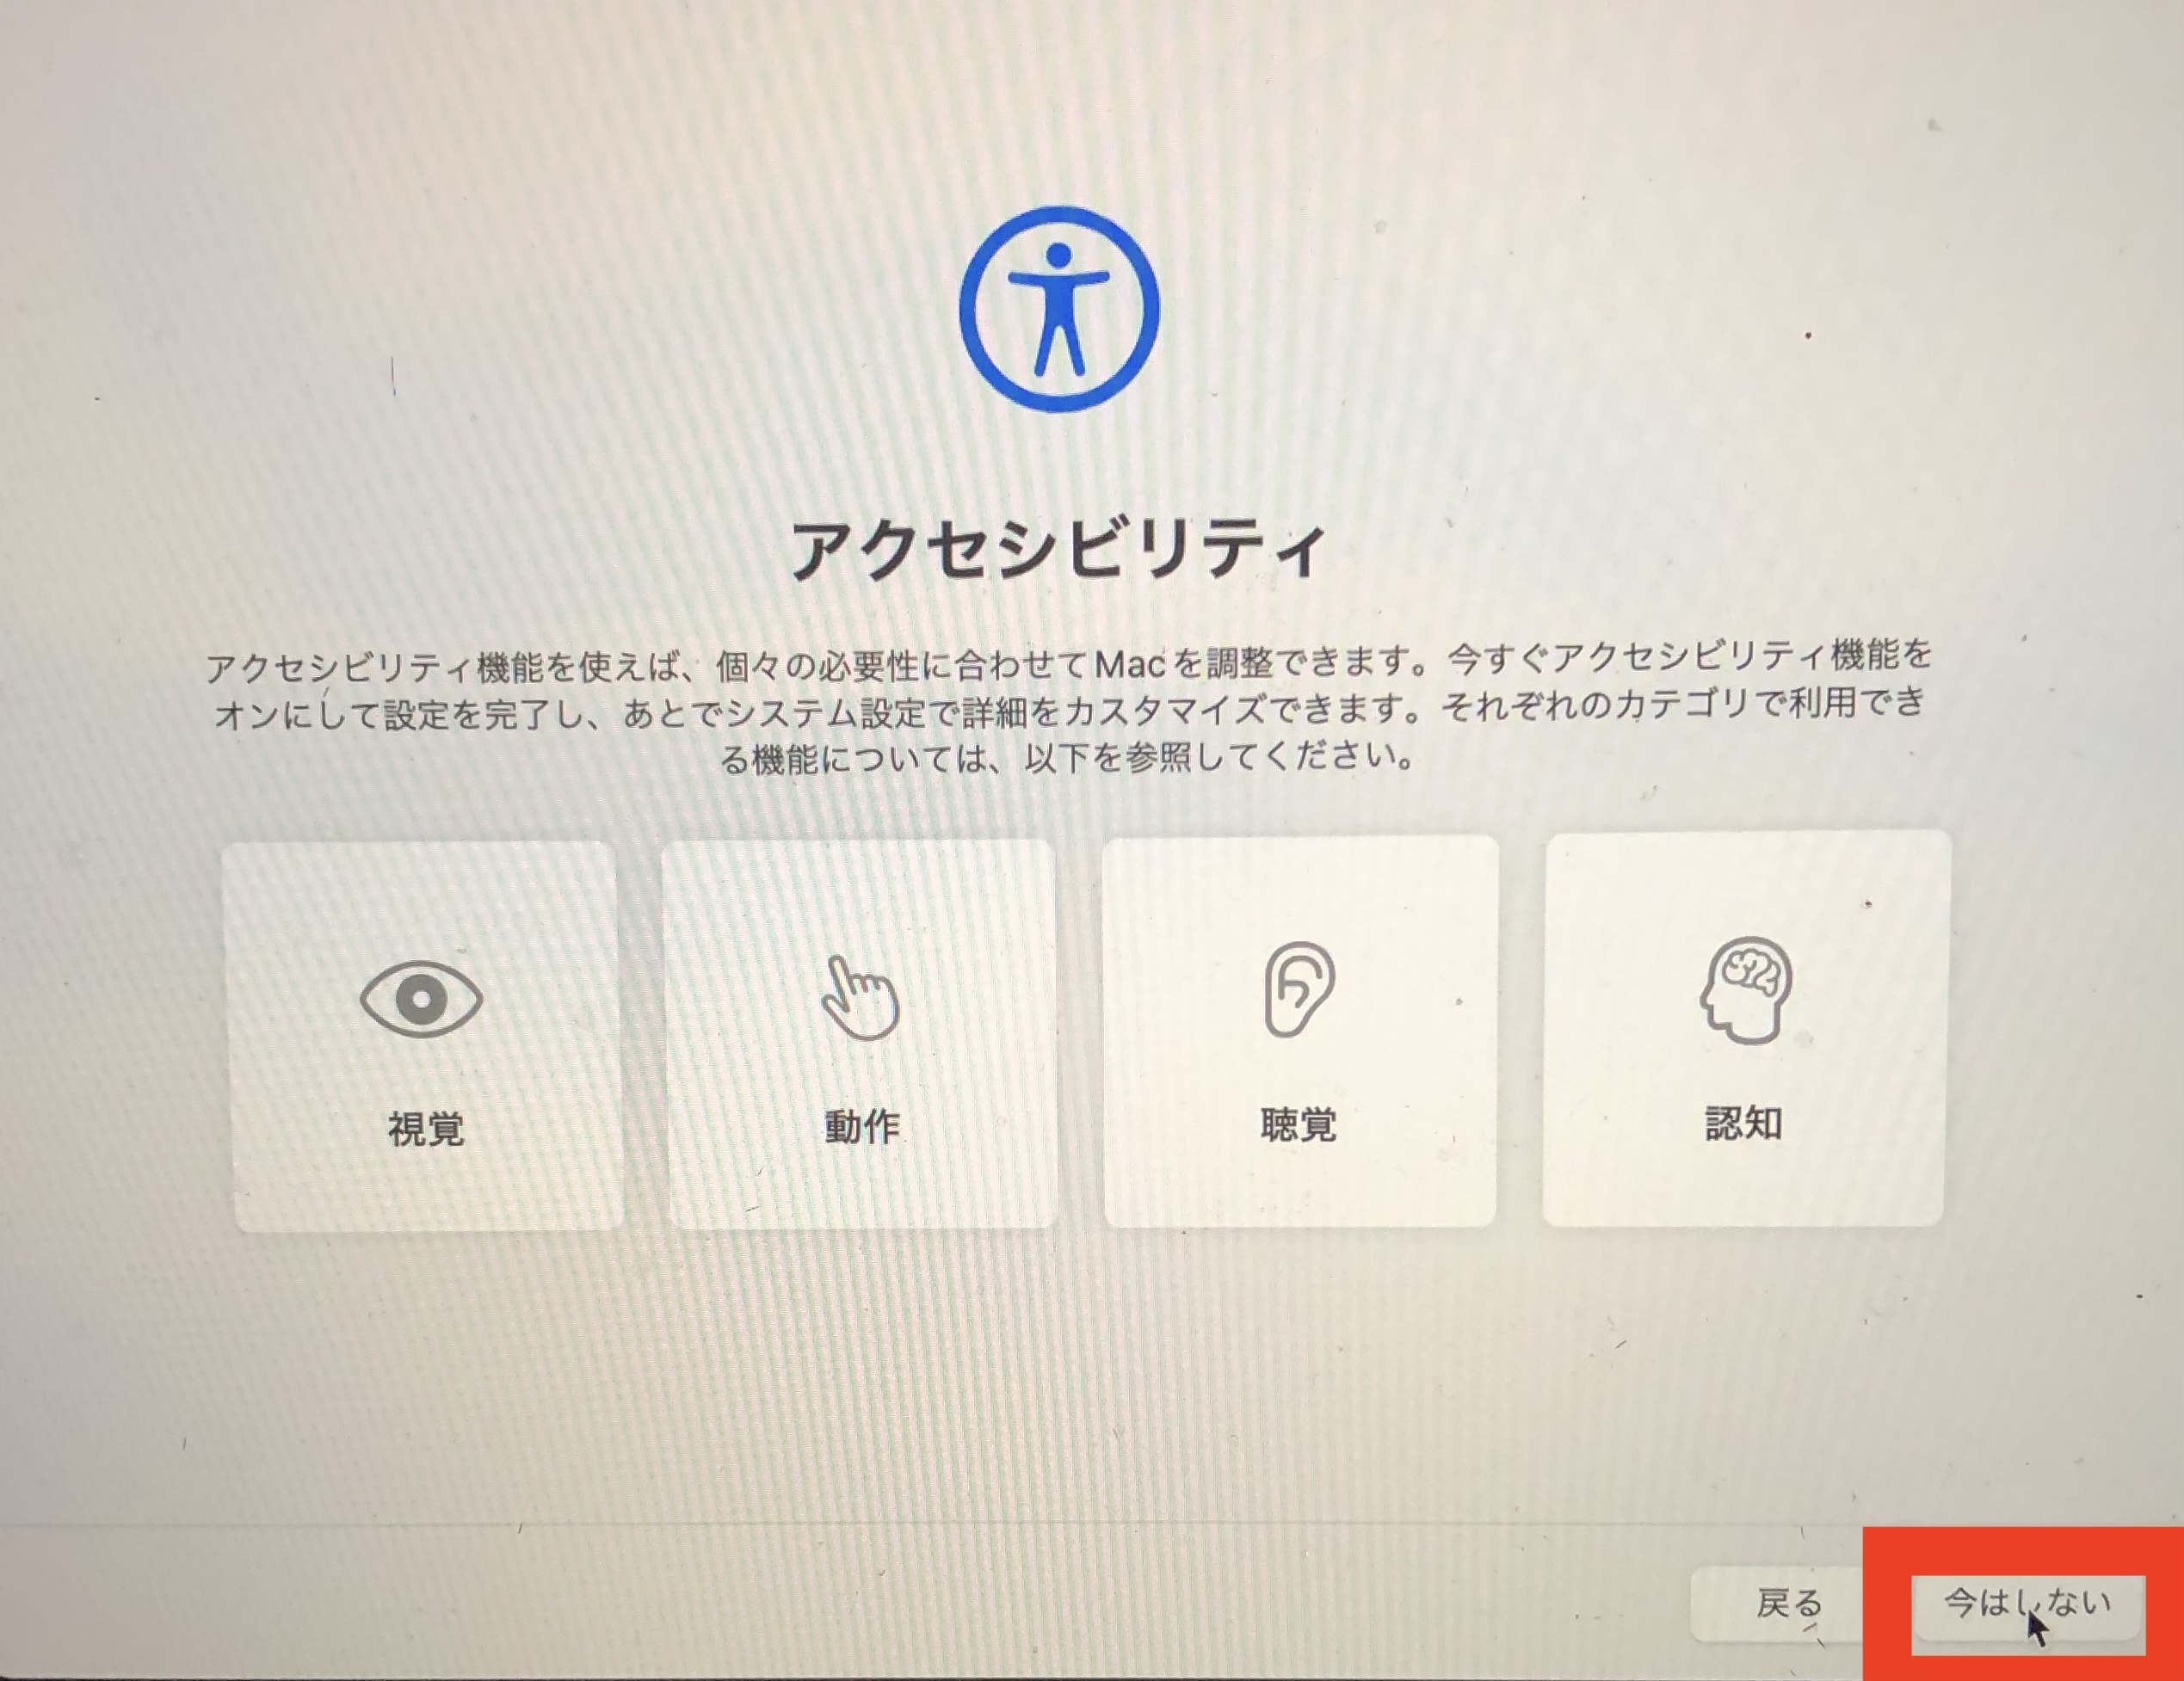 アクセシビリティ
アクセシビリティ機能を使えば、個々の必要性に合わせてMacを調整できます。今すぐアクセシビリティ機能を
オンにして設定を完了し、あとでシステム設定で詳細をカスタマイズできます。それぞれのカテゴリで利用でき
る機能については、以下を参照してください。
視覚
動作
聴覚
認知
戻る
今はしない